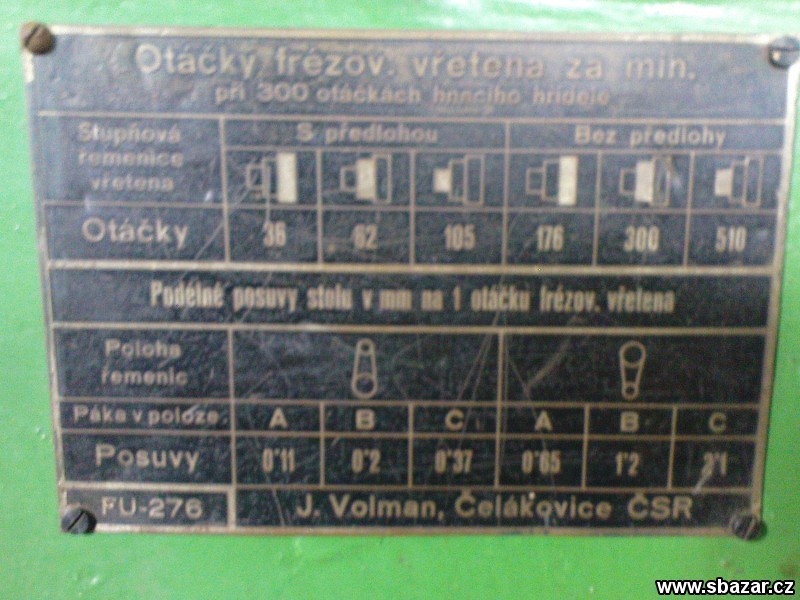 Otáčky frézov. vřetena za min.
při 300 otáčkách hnacího hřídele
Stupňová řemenice vřetena
S předlohou Bez předlohy
Otáčky 36 62 105 176 300 510
Podélné posuvy stolu v mm na 1 otáčku frézov. vřetena
Poloha řemenic
Páka v poloze A B C A B C
Posuvy 0'11 0'2 0'37 0'65 1'2 2'1
FU-276 J. Volman, Čelákovice ČSR
www.sbazar.cz